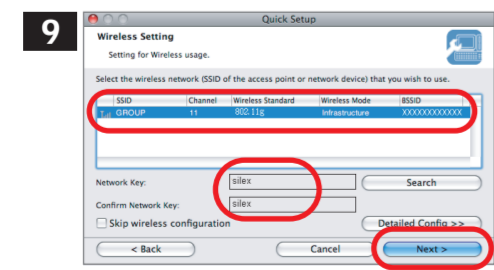 9
Quick Setup
Wireless Setting
Setting for Wireless usage.
Select the wireless network (SSID of the access point or network device) that you wish to use.
SSID Channel Wireless Standard Wireless Mode BSSID
GROUP 11 802.11g Infrastructure XXXXXXXXXXXX
Network Key: silex Search
Confirm Network Key: silex
Skip wireless configuration Detailed Config >>
< Back Cancel Next >